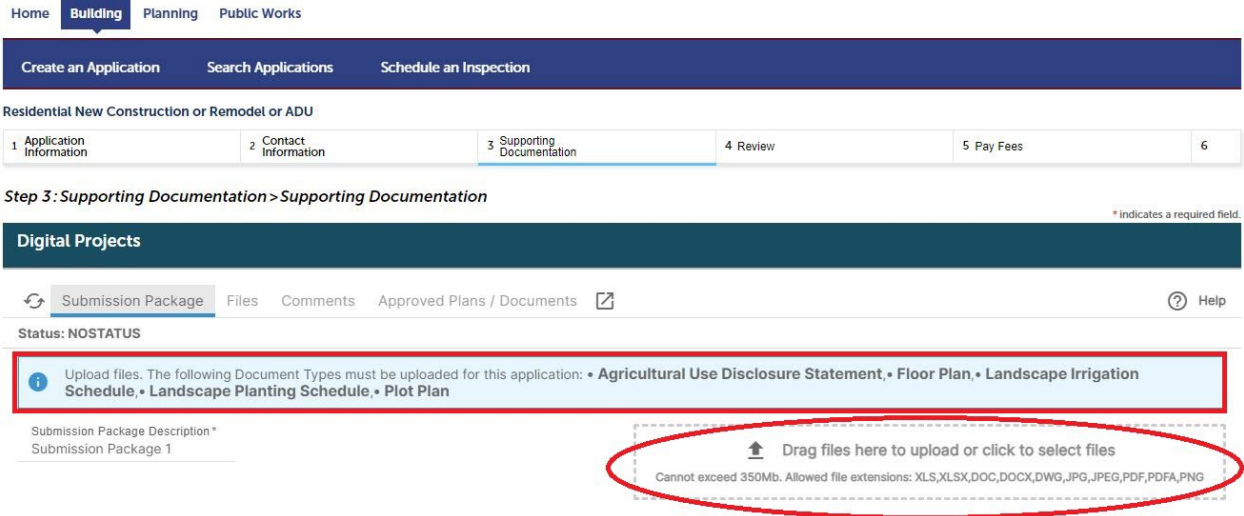 Home Building Planning Public Works
Create an Application Search Applications Schedule an Inspection
Residential New Construction or Remodel or ADU
1 Application Information 2 Contact Information 3 Supporting Documentation 4 Review 5 Pay Fees 6
Step 3: Supporting Documentation > Supporting Documentation
* indicates a required field.
Digital Projects
Submission Package Files Comments Approved Plans / Documents ? Help
Status: NOSTATUS
i Upload files. The following Document Types must be uploaded for this application: • Agricultural Use Disclosure Statement,• Floor Plan,• Landscape Irrigation
Schedule,• Landscape Planting Schedule,• Plot Plan
Submission Package Description *
Submission Package 1
Drag files here to upload or click to select files
Cannot exceed 350Mb. Allowed file extensions: XLS,XLSX,DOC,DOCX,DWG,JPG,JPEG,PDF,PDFA,PNG